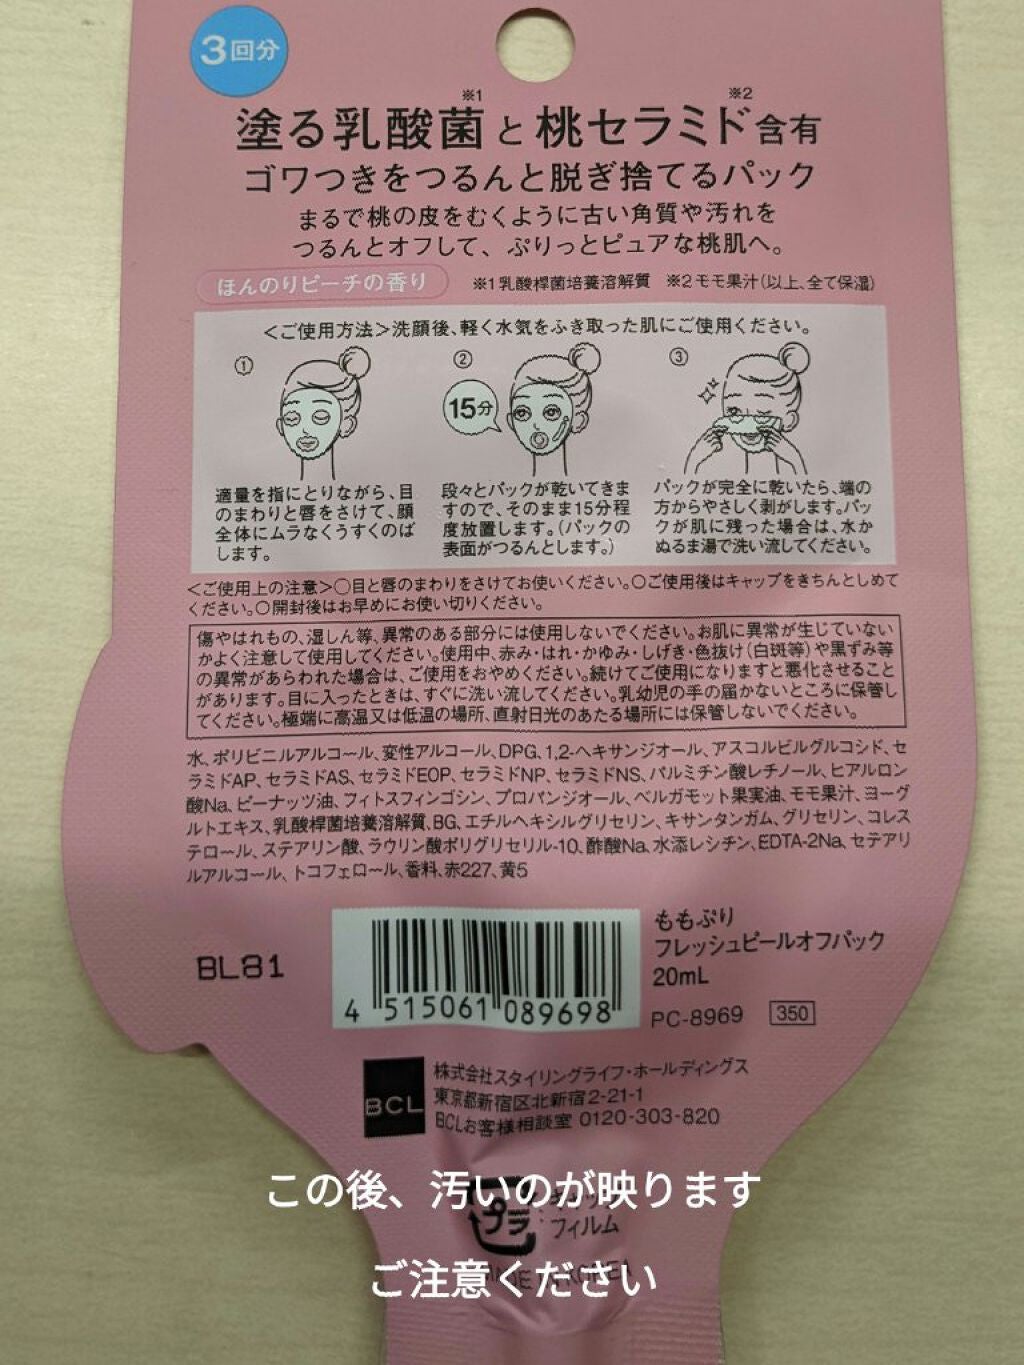 3回分
塗る乳酸菌※1と桃セラミド※2含有
ゴワつきをつるんと脱ぎ捨てるパック
まるで桃の皮をむくように古い角質や汚れを
つるんとオフして、ぷりっとピュアな桃肌へ。
ほんのりピーチの香り ※1乳酸桿菌培養溶解質 ※2モモ果汁(以上、全て保湿)
<ご使用方法>洗顔後、軽く水気をふき取った肌にご使用ください。
①
適量を指にとりながら、目
のまわりと唇をさけて、顔
全体にムラなくうすくのば
します。
②
15分
段々とパックが乾いてきま
すので、そのまま15分程
度放置します。(パックの
表面がつるんとします。)
③
パックが完全に乾いたら、端の
方からやさしく剥がします。パッ
クが肌に残った場合は、水か
ぬるま湯で洗い流してください。
<ご使用上の注意>○目と唇のまわりをさけてお使いください。○ご使用後はキャップをきちんとしめて
ください。○開封後はお早めにお使い切りください。
傷やはれもの、湿しん等、異常のある部分には使用しないでください。お肌に異常が生じていない
かよく注意して使用してください。使用中、赤み・はれ・かゆみ・しげき・色抜け(白斑等)や黒ずみ等
の異常があらわれた場合は、ご使用をおやめください。続けてご使用になりますと悪化させること
があります。目に入ったときは、すぐに洗い流してください。乳幼児の手の届かないところに保管し
てください。極端に高温又は低温の場所、直射日光のあたる場所には保管しないでください。
水、ポリビニルアルコール、変性アルコール、DPG、1,2-ヘキサンジオール、アスコルビルグルコシド、セ
ラミドAP、セラミドAS、セラミドEOP、セラミドNP、セラミドNS、パルミチン酸レチノール、ヒアルロン
酸Na、ピーナッツ油、フィトスフィンゴシン、プロパンジオール、ベルガモット果実油、モモ果汁、ヨーグ
ルトエキス、乳酸桿菌培養溶解質、BG、エチルヘキシルグリセリン、キサンタンガム、グリセリン、コレス
テロール、ステアリン酸、ラウリン酸ポリグリセリル-10、酢酸Na、水添レシチン、EDTA-2Na、セテアリ
ルアルコール、トコフェロール、香料、赤227、黄5
BL81
4 515061 089698
ももぷり
フレッシュピールオフパック
20mL
PC-8969 350
BCL
株式会社スタイリングライフ・ホールディングス
東京都新宿区北新宿2-21-1
BCLお客様相談室 0120-303-820
この後、汚いのが映ります
プラ
フィルム
ご注意ください